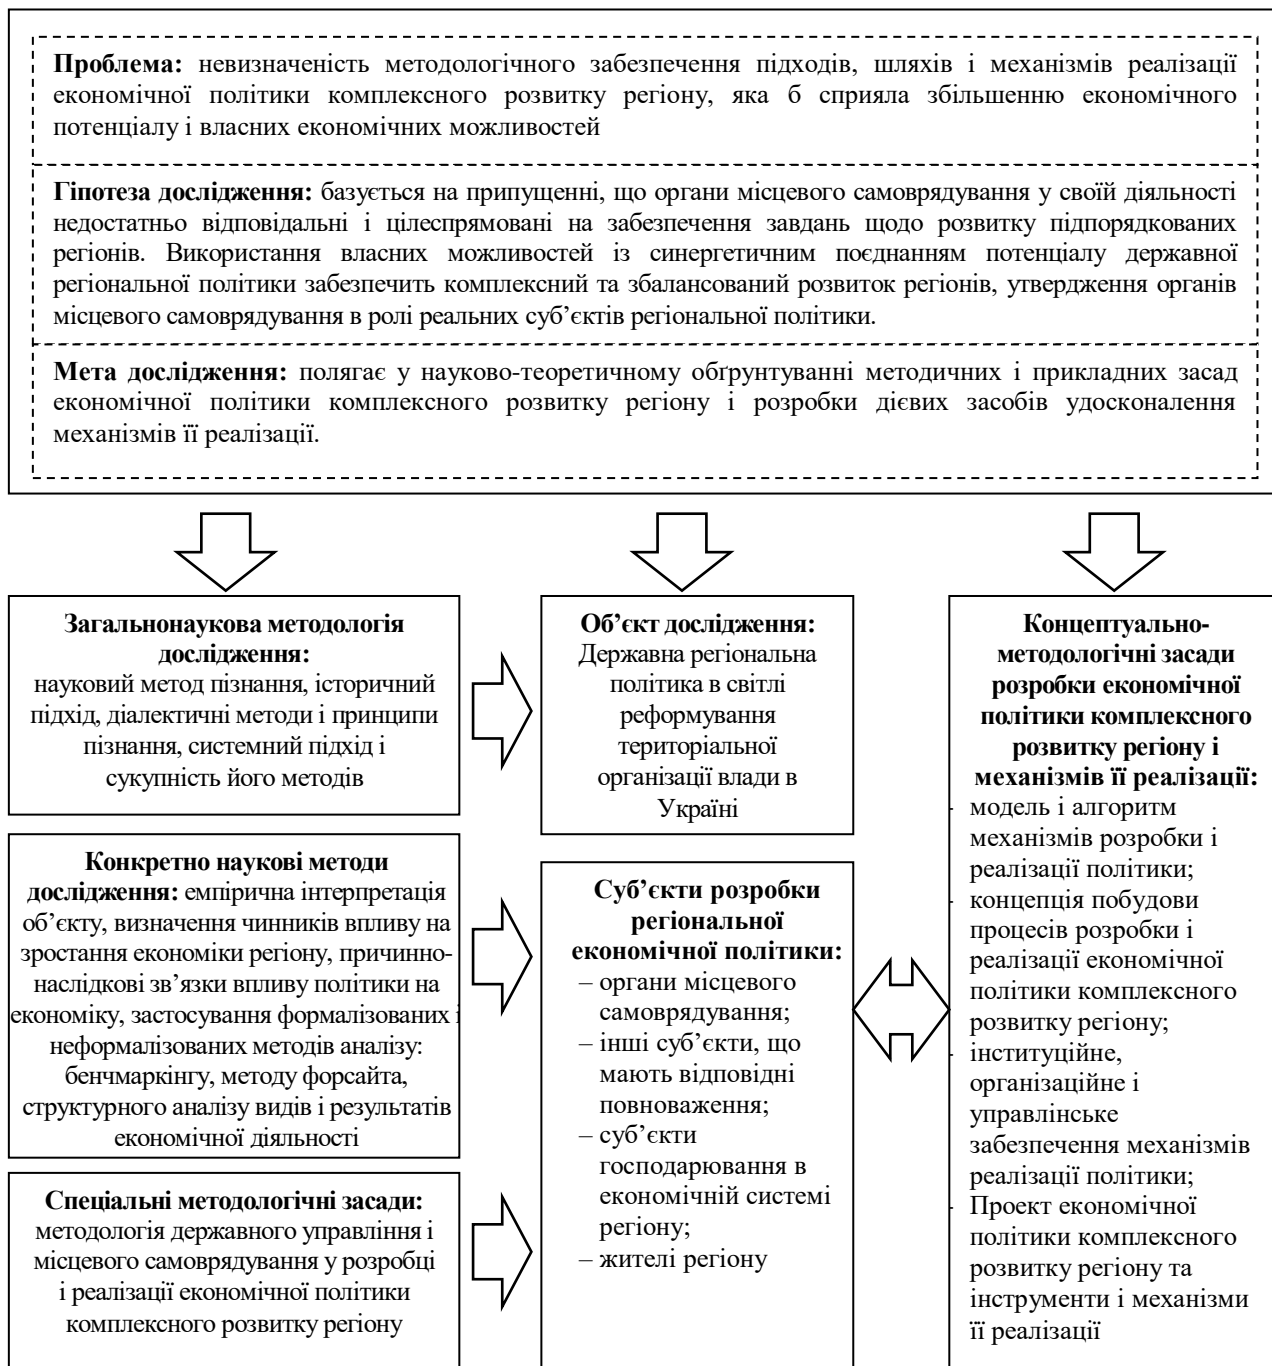 Проблема: невизначеність методологічного забезпечення підходів, шляхів і механізмів реалізації
економічної політики комплексного розвитку регіону, яка б сприяла збільшенню економічного
потенціалу і власних економічних можливостей
Гіпотеза дослідження: базується на припущенні, що органи місцевого самоврядування у своїй діяльності
недостатньо відповідальні і цілеспрямовані на забезпечення завдань щодо розвитку підпорядкованих
регіонів. Використання власних можливостей із синергетичним поєднанням потенціалу державної
регіональної політики забезпечить комплексний та збалансований розвиток регіонів, утвердження органів
місцевого самоврядування в ролі реальних суб’єктів регіональної політики.
Мета дослідження: полягає у науково-теоретичному обґрунтуванні методичних і прикладних засад
економічної політики комплексного розвитку регіону і розробки дієвих засобів удосконалення
механізмів її реалізації.
Загальнонаукова методологія
дослідження:
науковий метод пізнання, історичний
підхід, діалектичні методи і принципи
пізнання, системний підхід і
сукупність його методів
Конкретно наукові методи
дослідження: емпірична інтерпретація
об’єкту, визначення чинників впливу на
зростання економіки регіону, причинно-
наслідкові зв’язки впливу політики на
економіку, застосування формалізованих і
неформалізованих методів аналізу:
бенчмаркінгу, методу форсайта,
структурного аналізу видів і результатів
економічної діяльності
Спеціальні методологічні засади:
методологія державного управління і
місцевого самоврядування у розробці
і реалізації економічної політики
комплексного розвитку регіону
Об’єкт дослідження:
Державна регіональна
політика в світлі
реформування
територіальної
організації влади в
Україні
Суб’єкти розробки
регіональної
економічної політики:
– органи місцевого
самоврядування;
– інші суб’єкти, що
мають відповідні
повноваження;
– суб’єкти
господарювання в
економічній системі
регіону;
– жителі регіону
Концептуально-
методологічні засади
розробки економічної
політики комплексного
розвитку регіону і
механізмів її реалізації:
- модель і алгоритм
механізмів розробки і
реалізації політики;
- концепція побудови
процесів розробки і
реалізації економічної
політики комплексного
розвитку регіону;
- інституційне,
організаційне і
управлінське
забезпечення механізмів
реалізації політики;
- Проект економічної
політики комплексного
розвитку регіону та
інструменти і механізми
її реалізації